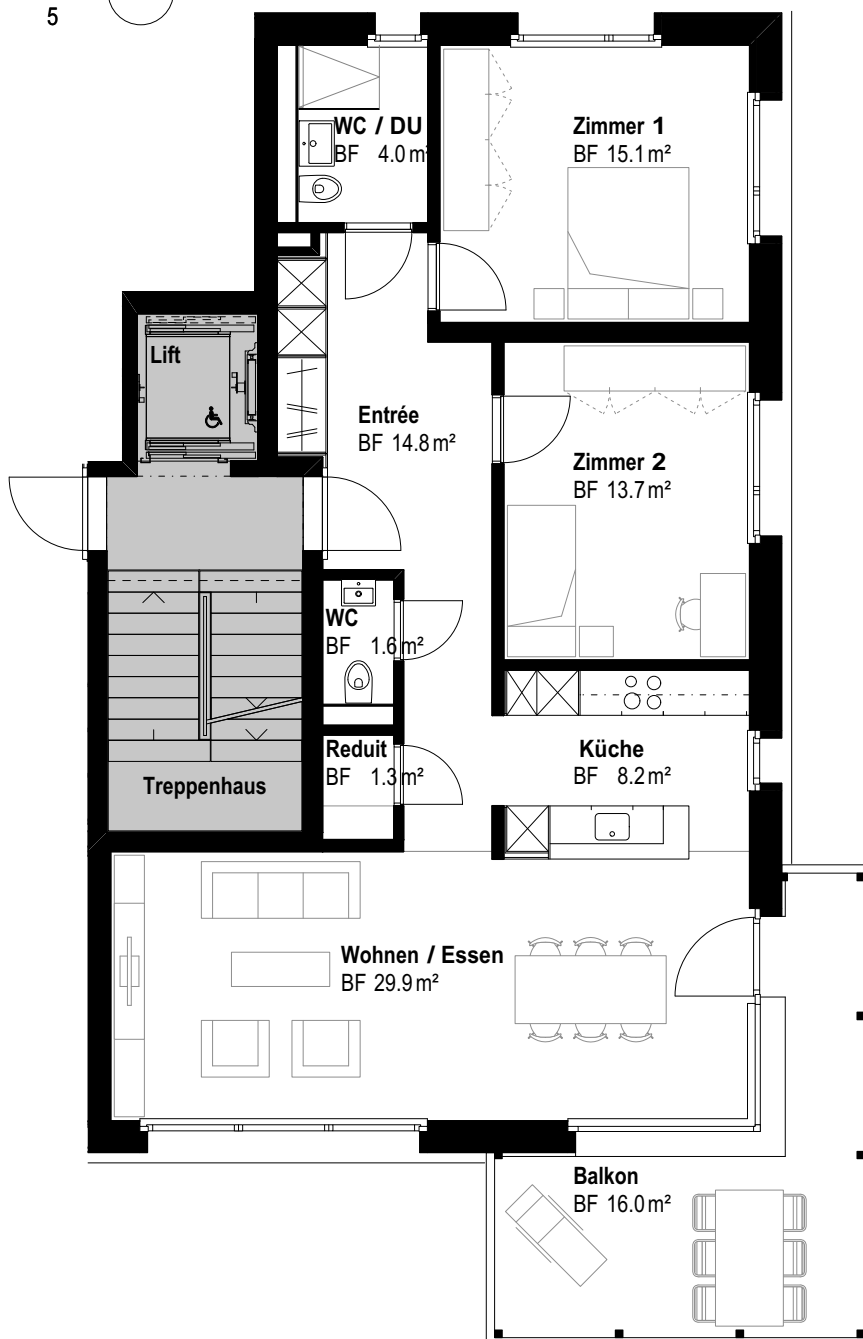 5
WC / DU
BF 4.0 m²
Zimmer 1
BF 15.1 m²
Lift
Entrée
BF 14.8 m²
Zimmer 2
BF 13.7 m²
WC
BF 1.6 m²
Reduit
BF 1.3 m²
Küche
BF 8.2 m²
Treppenhaus
Wohnen / Essen
BF 29.9 m²
Balkon
BF 16.0 m²